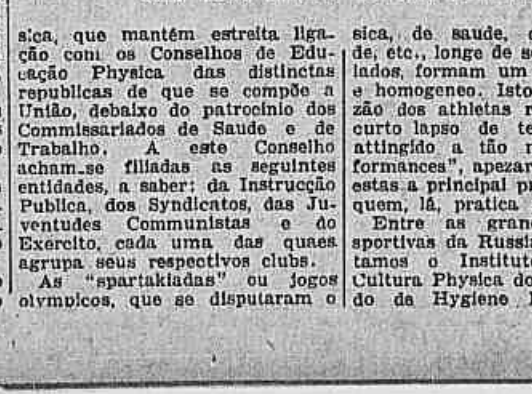 sica, que mantém estreita liga-
ção com os Conselhos de Edu-
cação Physica das distinctas
republicas de que se compõe a
União, debaixo do patrocinio dos
Commissariados de Saude e de
Trabalho. A este Conselho
acham-se filiadas as seguintes
entidades, a saber: da Instrucção
Publica, dos Syndicatos, das Ju-
ventudes Communistas e do
Exercito, cada uma das quaes
agrupa seus respectivos clubs.
As "spartakiadas" ou jogos
olympicos, que se disputaram o
sica, de saude,
de, etc., longe de
lados, formam um
e homogeneo. Isto
zão dos athletas
curto lapso de
attingido a tão
formances", apezar
estas a principal
quem, lá, pratica
Entre as
sportivas da Russia
tamos o Instituto
Cultura Physica
do de Hygiene